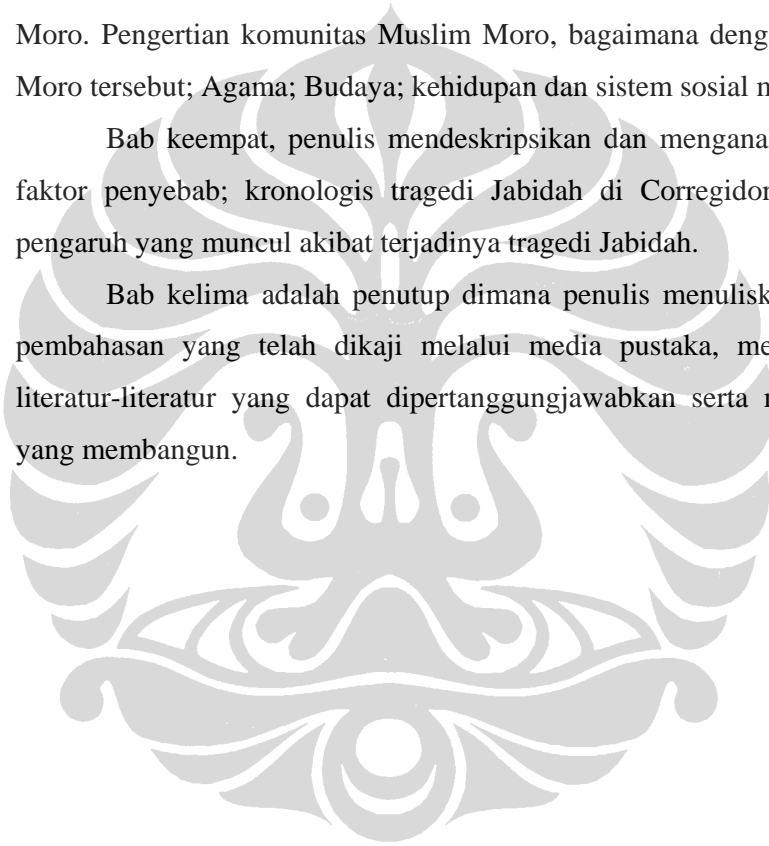 Moro. Pengertian komunitas Muslim Moro, bagaimana deng
Moro tersebut; Agama; Budaya; kehidupan dan sistem sosial
Bab keempat, penulis mendeskripsikan dan mengana
faktor penyebab; kronologis tragedi Jabidah di Corregidor
pengaruh yang muncul akibat terjadinya tragedi Jabidah.
Bab kelima adalah penutup dimana penulis menulisk
pembahasan yang telah dikaji melalui media pustaka, me
literatur-literatur yang dapat dipertanggungjawabkan serta
yang membangun.